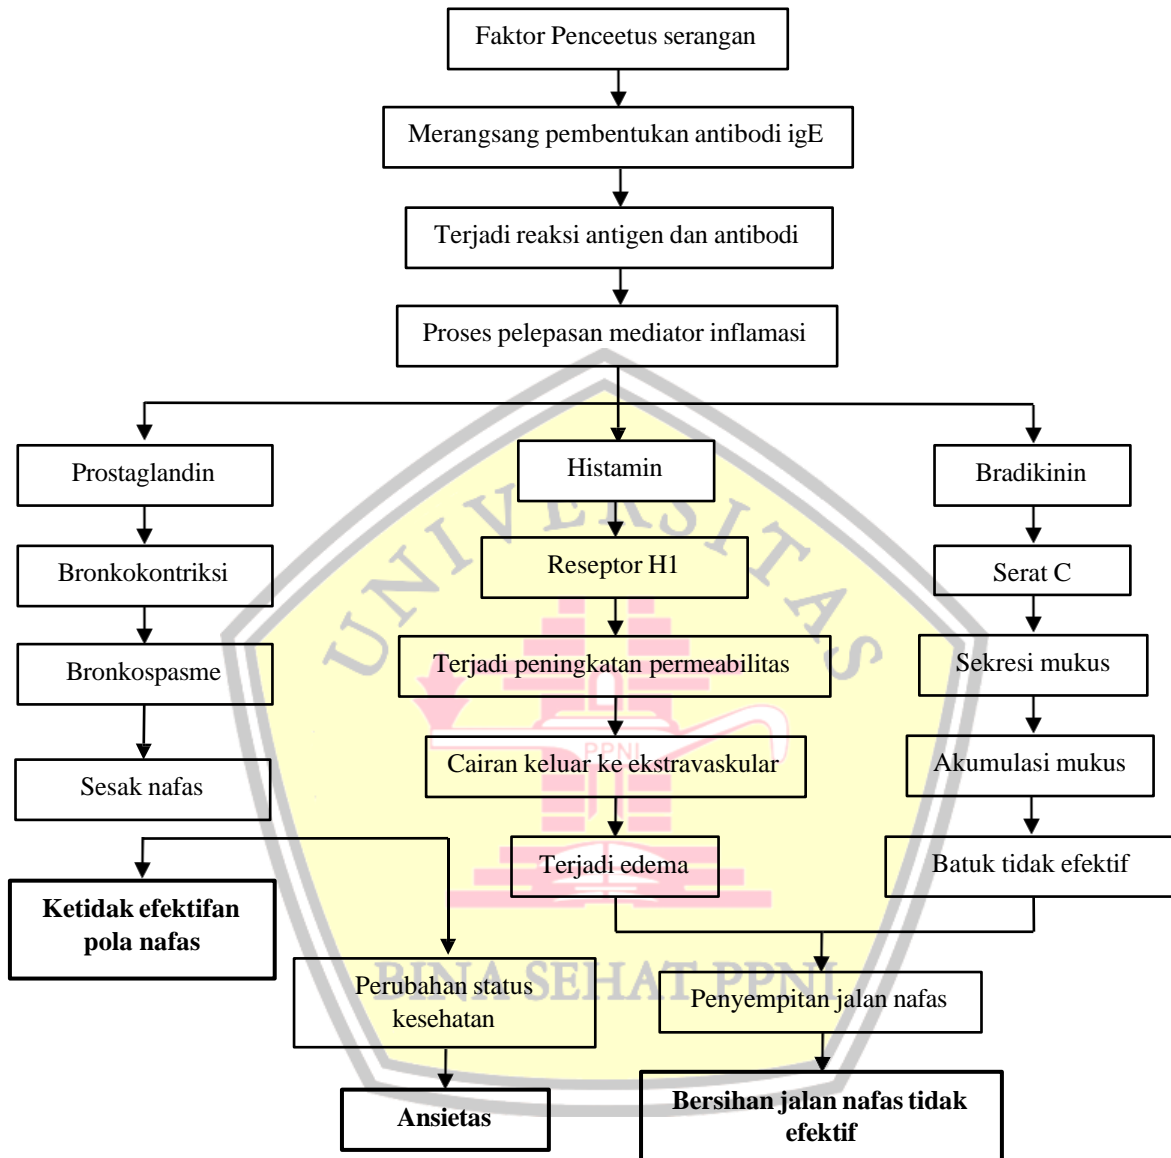 Faktor Penceetus serangan
Merangsang pembentukan antibodi igE
Terjadi reaksi antigen dan antibodi
Proses pelepasan mediator inflamasi
Prostaglandin
Histamin
Bradikinin
UNIVERSITAS
Bronkokontriksi
Reseptor H1
Serat C
Bronkospasme
Terjadi peningkatan permeabilitas
Sekresi mukus
PPNI
Sesak nafas
Cairan keluar ke ekstravaskular
Akumulasi mukus
Terjadi edema
Batuk tidak efektif
Ketidak efektifan
pola nafas
BINA SEHAT PPNI
Perubahan status
kesehatan
Penyempitan jalan nafas
Ansietas
Bersihan jalan nafas tidak
efektif